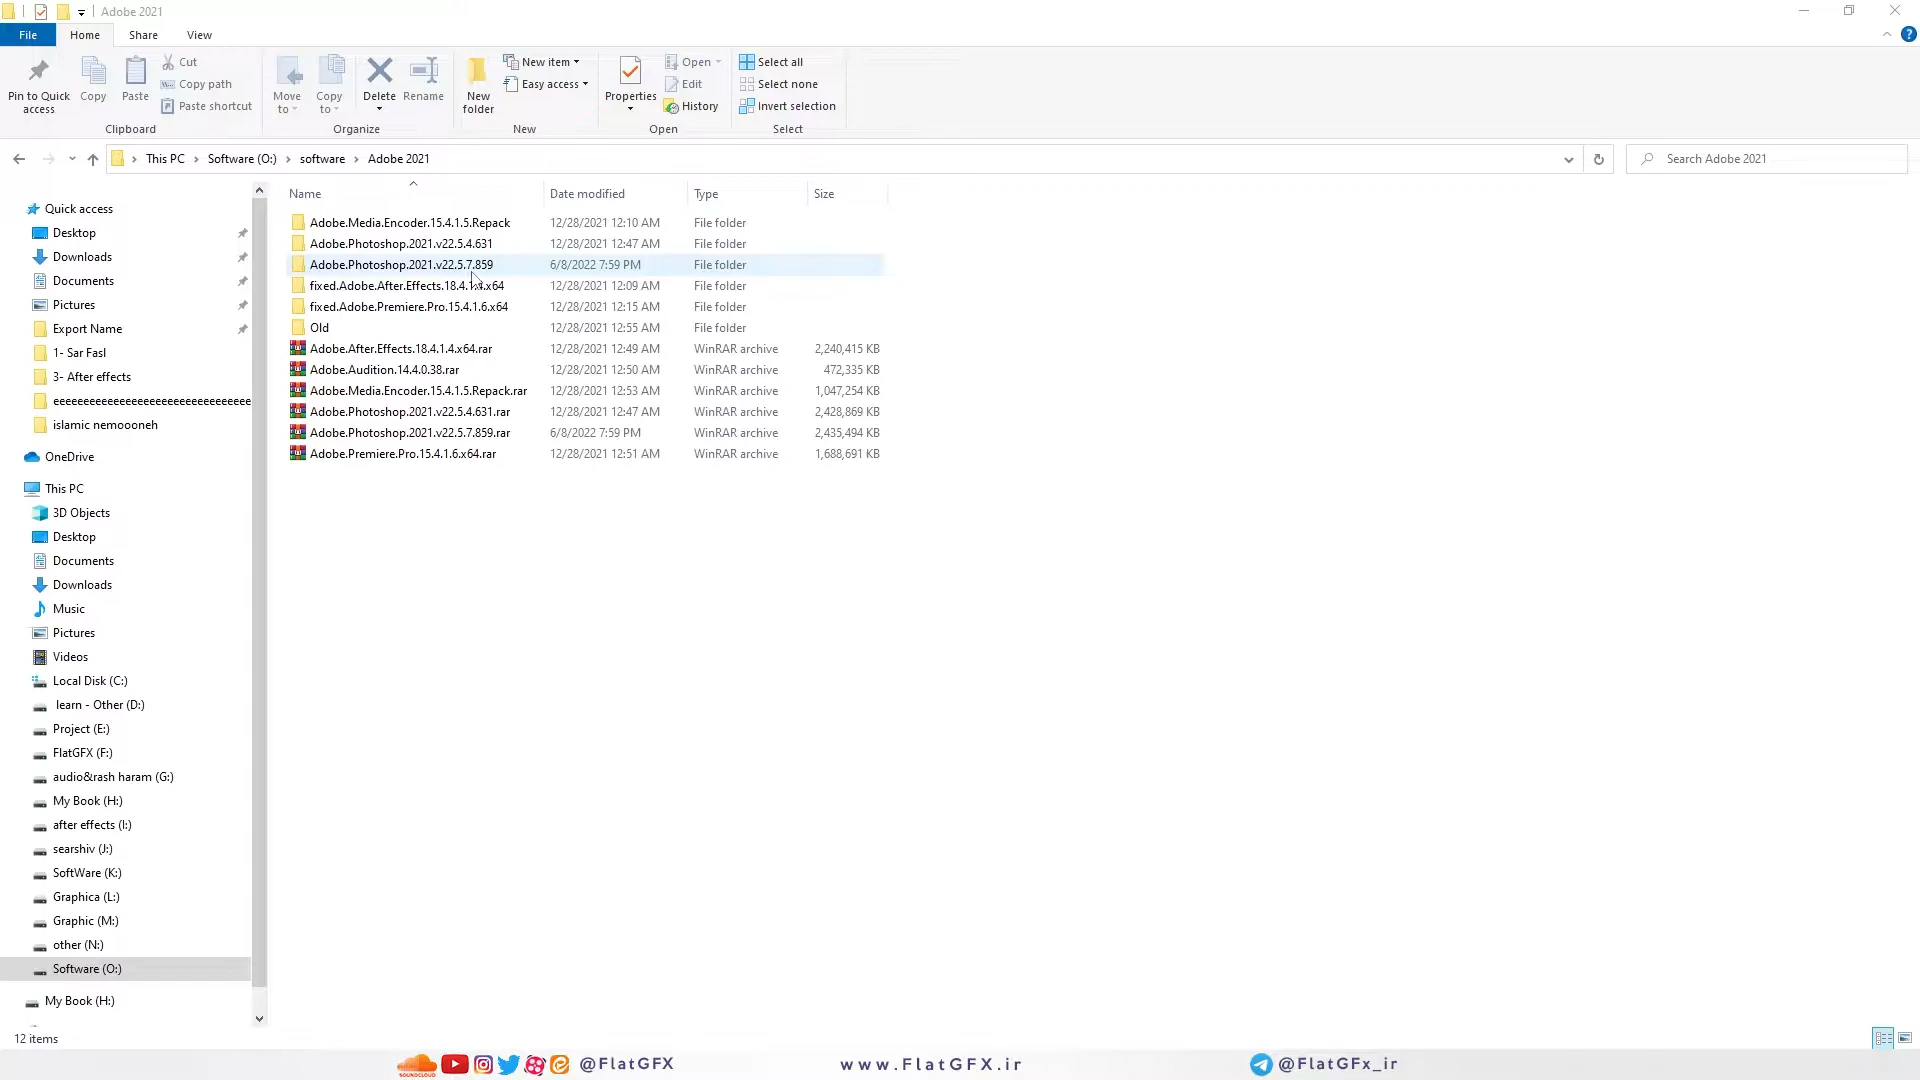 Adobe 2021
File Home Share View
Pin to Quick access
Copy
Paste
Cut
Copy path
Paste shortcut
Clipboard
Move to
Copy to
Delete
Rename
Organize
New folder
New item
Easy access
New
Properties
Open
Edit
History
Open
Select all
Select none
Invert selection
Select
This PC › Software (O:) › software › Adobe 2021
Search Adobe 2021
Quick access
Desktop
Downloads
Documents
Pictures
Export Name
1- Sar Fasl
3- After effects
eeeeeeeeeeeeeeeeeeeeeeeeeeeeeeeee
islamic nemoooneh
OneDrive
This PC
3D Objects
Desktop
Documents
Downloads
Music
Pictures
Videos
Local Disk (C:)
learn - Other (D:)
Project (E:)
FlatGFX (F:)
audio&rash haram (G:)
My Book (H:)
after effects (I:)
searshiv (J:)
SoftWare (K:)
Graphica (L:)
Graphic (M:)
other (N:)
Software (O:)
My Book (H:)
Name Date modified Type Size
Adobe.Media.Encoder.15.4.1.5.Repack 12/28/2021 12:10 AM File folder
Adobe.Photoshop.2021.v22.5.4.631 12/28/2021 12:47 AM File folder
Adobe.Photoshop.2021.v22.5.7.859 6/8/2022 7:59 PM File folder
fixed.Adobe.After.Effects.18.4.1.4.x64 12/28/2021 12:09 AM File folder
fixed.Adobe.Premiere.Pro.15.4.1.6.x64 12/28/2021 12:15 AM File folder
Old 12/28/2021 12:55 AM File folder
Adobe.After.Effects.18.4.1.4.x64.rar 12/28/2021 12:49 AM WinRAR archive 2,240,415 KB
Adobe.Audition.14.4.0.38.rar 12/28/2021 12:50 AM WinRAR archive 472,335 KB
Adobe.Media.Encoder.15.4.1.5.Repack.rar 12/28/2021 12:53 AM WinRAR archive 1,047,254 KB
Adobe.Photoshop.2021.v22.5.4.631.rar 12/28/2021 12:47 AM WinRAR archive 2,428,869 KB
Adobe.Photoshop.2021.v22.5.7.859.rar 6/8/2022 7:59 PM WinRAR archive 2,435,494 KB
Adobe.Premiere.Pro.15.4.1.6.x64.rar 12/28/2021 12:51 AM WinRAR archive 1,688,691 KB
12 items
SOUNDCLOUD @FlatGFX www.FlatGFX.ir @FlatGFx_ir